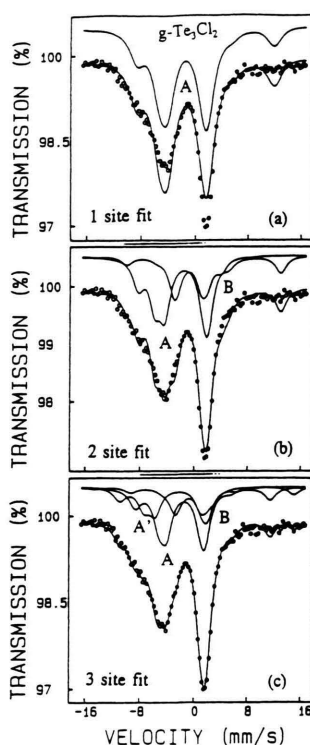 g-Te₃Cl₂
TRANSMISSION (%)
100
98.5
97
A
1 site fit
(a)
TRANSMISSION (%)
100
99
98
A
B
2 site fit
(b)
TRANSMISSION (%)
100
98.5
97
A'
A
B
3 site fit
(c)
-16 -8 0 8 16
VELOCITY (mm/s)